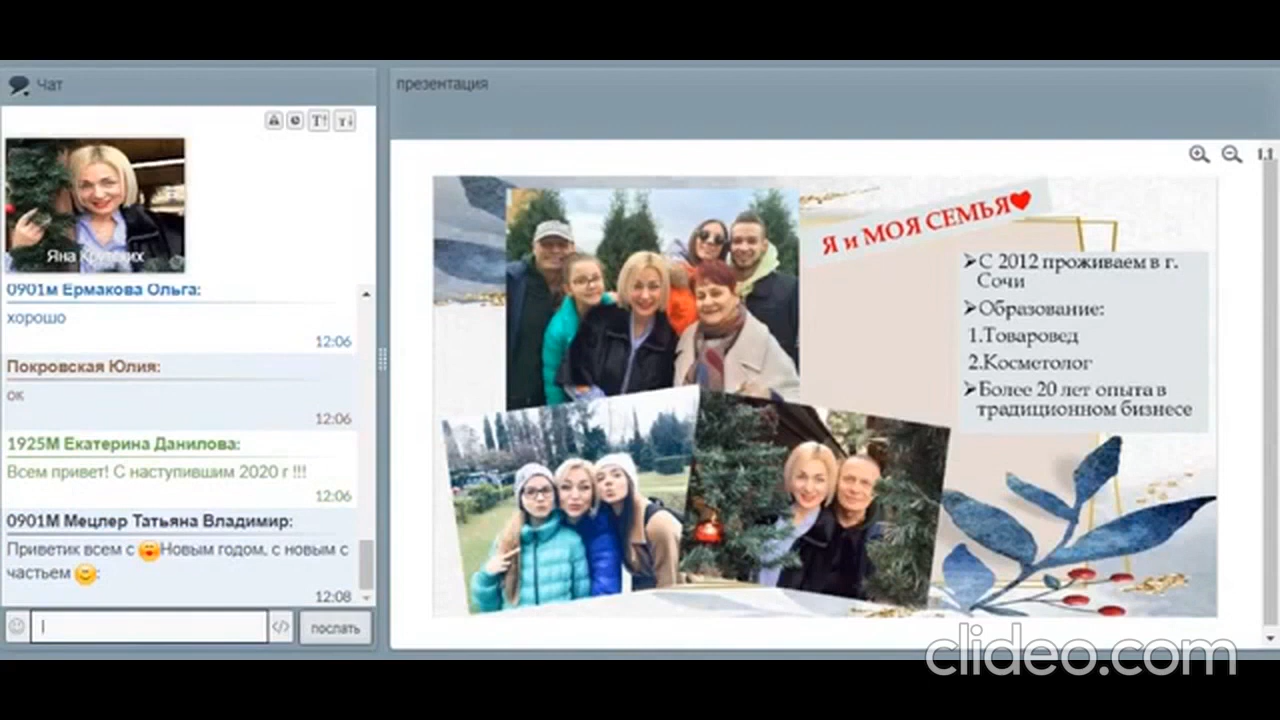 Чат
презентация
Яна
0901м Ермакова Ольга:
хорошо
12:06
Покровская Юлия:
ок
12:06
1925М Екатерина Данилова:
Всем привет! С наступившим 2020 г !!!
12:06
0901М Мецлер Татьяна Владимир:
Приветик всем с Новым годом, с новым с
частьем :
12:08
</>
послать
1:1
Я и МОЯ СЕМЬЯ
С 2012 проживаем в г.
Сочи
Образование:
1.Товаровед
2.Косметолог
Более 20 лет опыта в
традиционном бизнесе
clideo.com